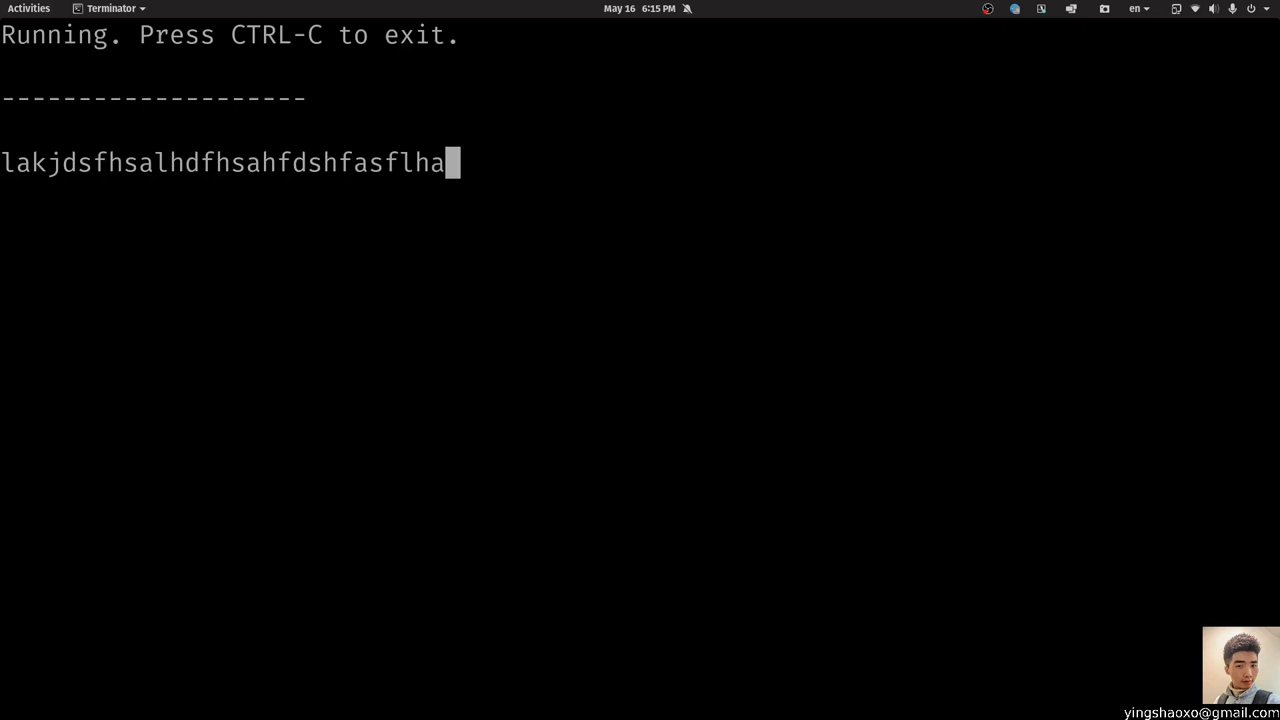 Activities Terminator May 16 6:15 PM en
Running. Press CTRL-C to exit.
--------------------
lakjdsfhsalhdfhsahfdshfasflha
yingshaoxo@gmail.com